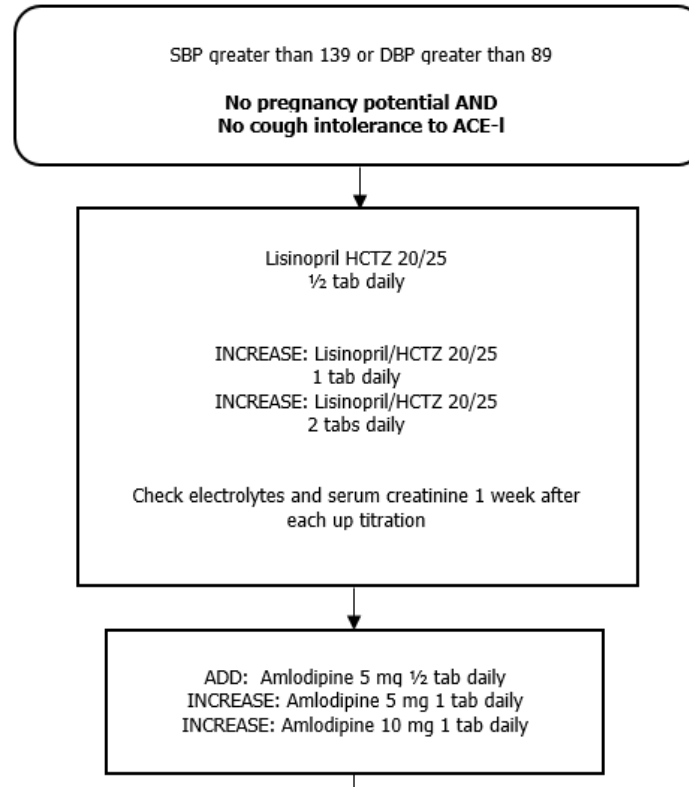 SBP greater than 139 or DBP greater than 89
No pregnancy potential AND
No cough intolerance to ACE-I
Lisinopril HCTZ 20/25
½ tab daily
INCREASE: Lisinopril/HCTZ 20/25
1 tab daily
INCREASE: Lisinopril/HCTZ 20/25
2 tabs daily
Check electrolytes and serum creatinine 1 week after
each up titration
ADD: Amlodipine 5 mg ½ tab daily
INCREASE: Amlodipine 5 mg 1 tab daily
INCREASE: Amlodipine 10 mg 1 tab daily